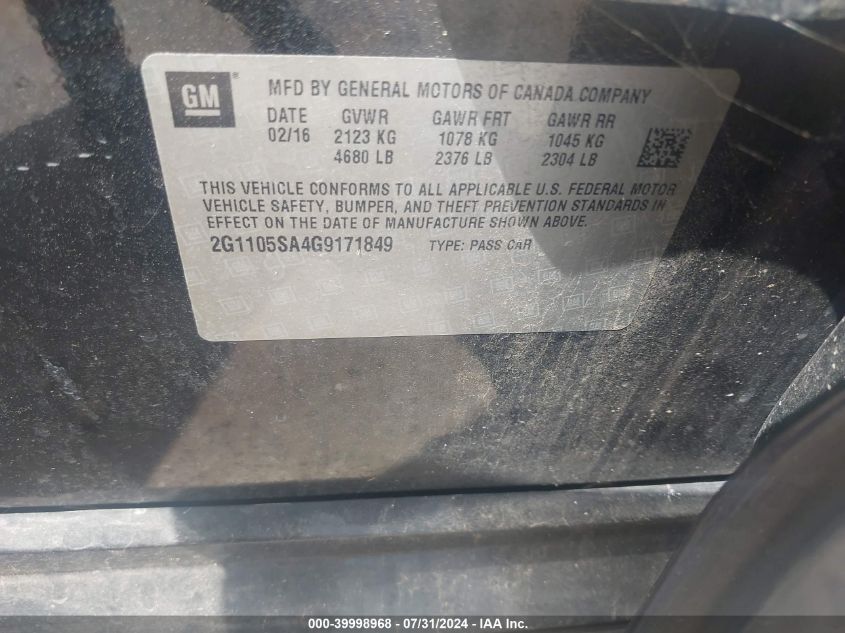 GM®
MFD BY GENERAL MOTORS OF CANADA COMPANY
DATE GVWR GAWR FRT GAWR RR
02/16 2123 KG 1078 KG 1045 KG
4680 LB 2376 LB 2304 LB
THIS VEHICLE CONFORMS TO ALL APPLICABLE U.S. FEDERAL MOTOR
VEHICLE SAFETY, BUMPER, AND THEFT PREVENTION STANDARDS IN
EFFECT ON THE DATE OF MANUFACTURE SHOWN ABOVE.
2G1105SA4G9171849 TYPE: PASS CAR
000-39998968 - 07/31/2024 - IAA Inc.